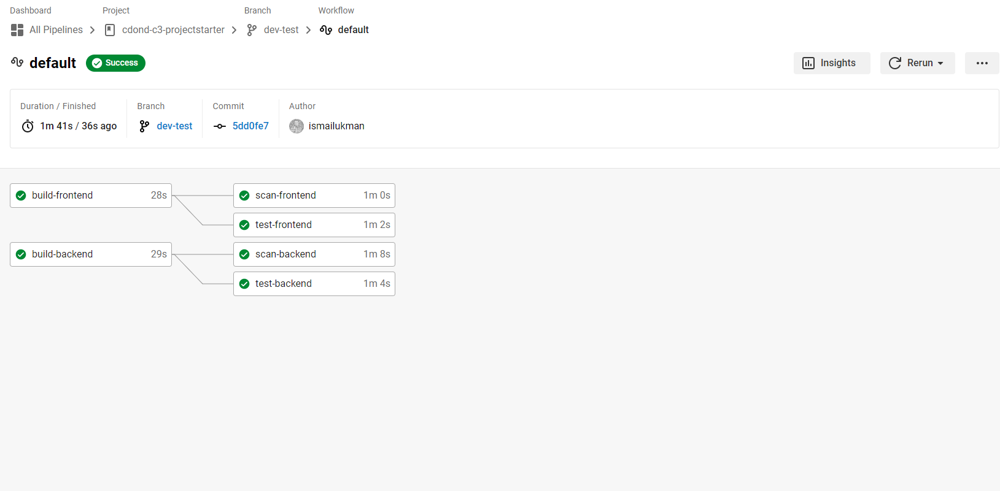 Dashboard Project Branch Workflow
All Pipelines cdond-c3-projectstarter dev-test default
default Success Insights Rerun
Duration / Finished Branch Commit Author
1m 41s / 36s ago dev-test 5dd0fe7 ismailukman
build-frontend 28s scan-frontend 1m 0s
test-frontend 1m 2s
build-backend 29s scan-backend 1m 8s
test-backend 1m 4s